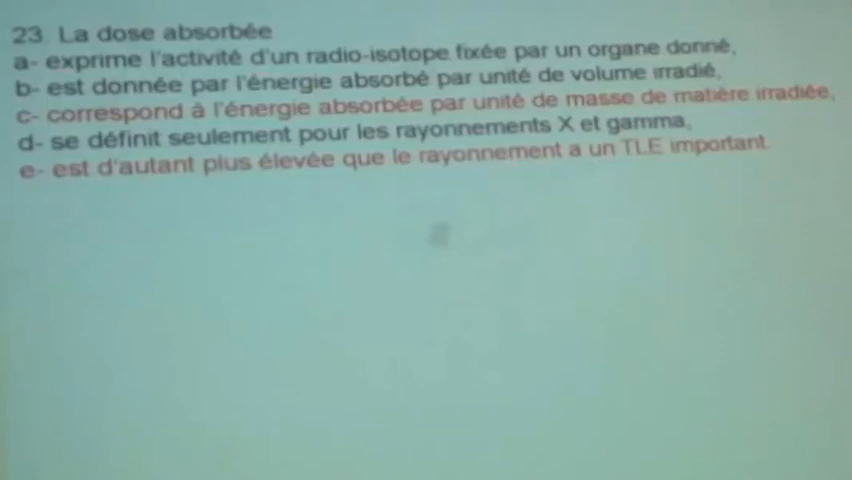 23. La dose absorbée
a- exprime l'activité d'un radio-isotope fixée par un organe donné,
b- est donnée par l'énergie absorbé par unité de volume irradié,
c- correspond à l'énergie absorbée par unité de masse de matière irradiée,
d- se définit seulement pour les rayonnements X et gamma,
e- est d'autant plus élevée que le rayonnement a un TLE important